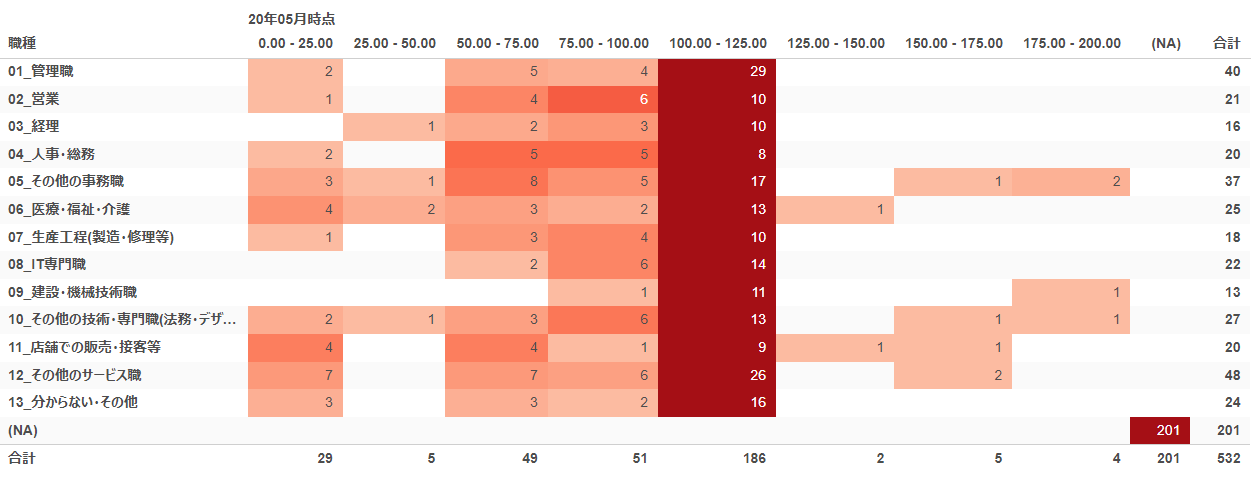 20年05月時点
職種 0.00 - 25.00 25.00 - 50.00 50.00 - 75.00 75.00 - 100.00 100.00 - 125.00 125.00 - 150.00 150.00 - 175.00 175.00 - 200.00 (NA) 合計
01_管理職 2 5 4 29 40
02_営業 1 4 6 10 21
03_経理 1 2 3 10 16
04_人事・総務 2 5 5 8 20
05_その他の事務職 3 1 8 5 17 1 2 37
06_医療・福祉・介護 4 2 3 2 13 1 25
07_生産工程(製造・修理等) 1 3 4 10 18
08_IT専門職 2 6 14 22
09_建設・機械技術職 1 11 1 13
10_その他の技術・専門職(法務・デザ… 2 1 3 6 13 1 1 27
11_店舗での販売・接客等 4 4 1 9 1 1 20
12_その他のサービス職 7 7 6 26 2 48
13_分からない・その他 3 3 2 16 24
(NA) 201 201
合計 29 5 49 51 186 2 5 4 201 532